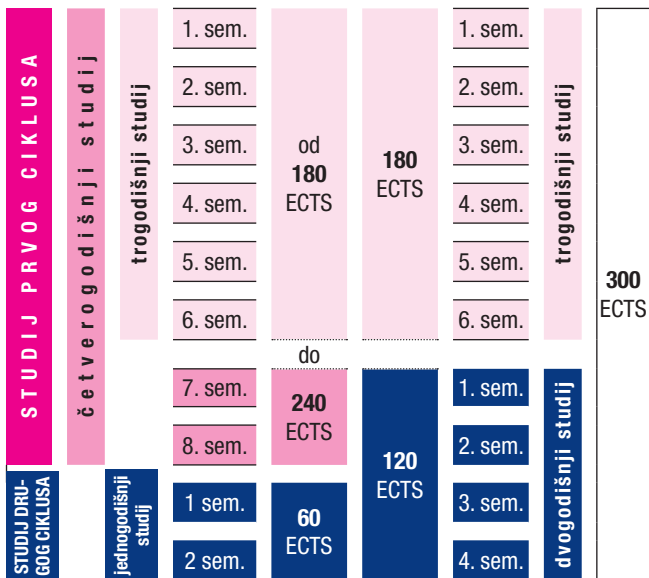 STUDIJ PRVOG CIKLUSA
četverogodišnji studij
trogodišnji studij
1. sem.
2. sem.
3. sem.
4. sem.
5. sem.
6. sem.
7. sem.
8. sem.
od
180
ECTS
do
240
ECTS
180
ECTS
1. sem.
2. sem.
3. sem.
4. sem.
5. sem.
6. sem.
trogodišnji studij
300
ECTS
STUDIJ DRU-
GOG CIKLUSA
jednogodišnji
studij
1 sem.
2 sem.
60
ECTS
120
ECTS
1. sem.
2. sem.
3. sem.
4. sem.
dvogodišnji studij